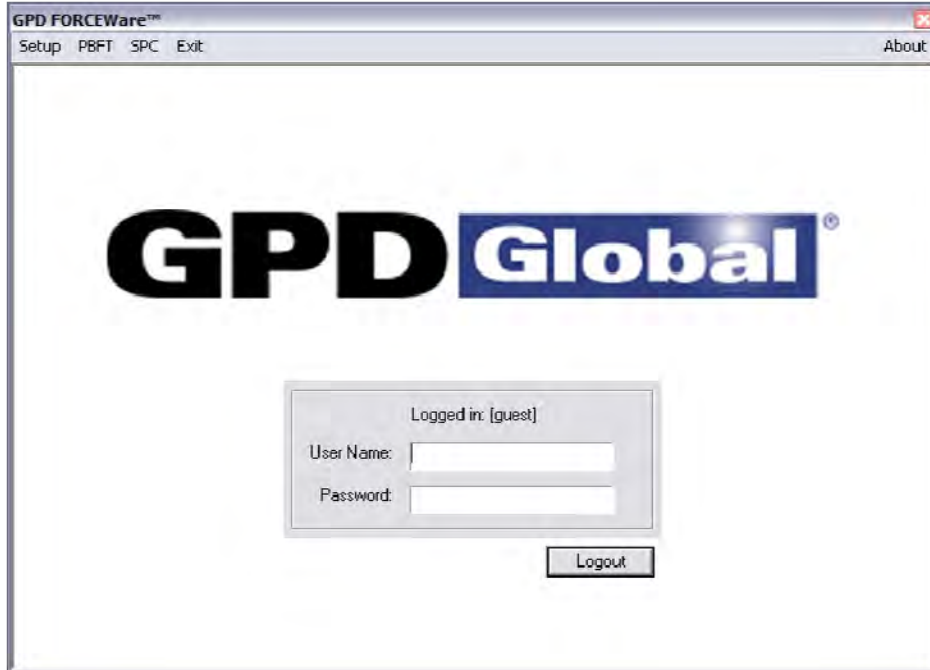 GPD FORCEWare™
Setup PBFT SPC Exit About
GPD Global®
Logged in: [guest]
User Name:
Password:
Logout